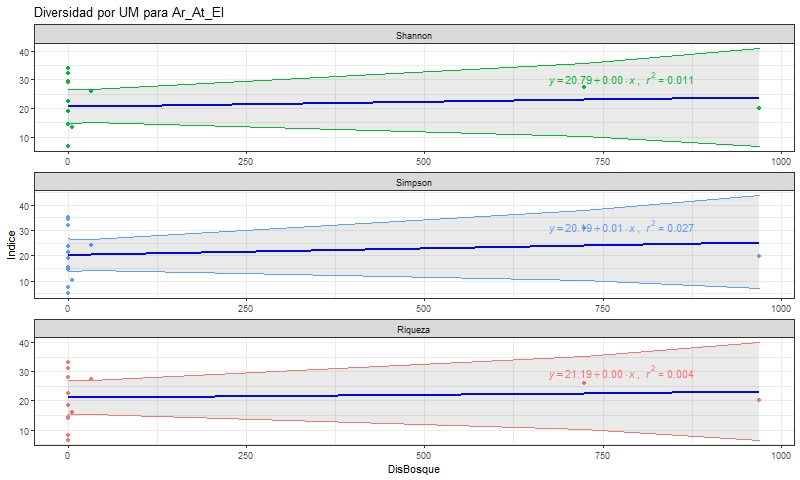 Diversidad por UM para Ar_At_El
Shannon
40
30
20
10
y = 20.79 + 0.00 · x , r² = 0.011
0 250 500 750 1000
Simpson
40
30
20
10
y = 20.19 + 0.01 · x , r² = 0.027
0 250 500 750 1000
Indice
Riqueza
40
30
20
10
y = 21.19 + 0.00 · x , r² = 0.004
0 250 500 750 1000
DisBosque